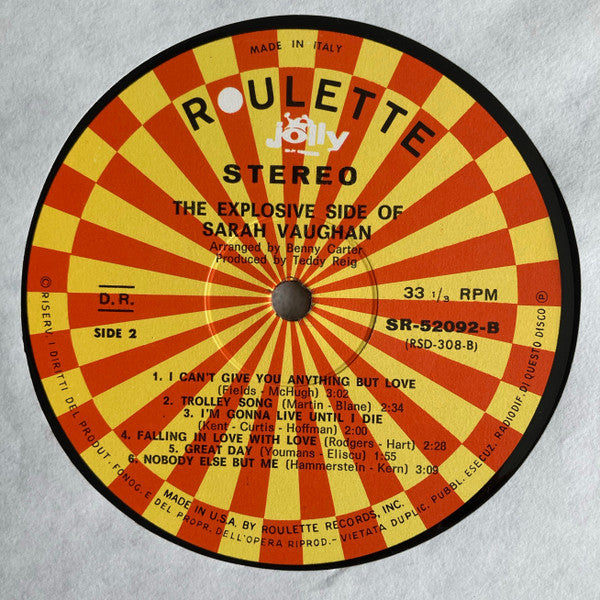 MADE IN ITALY
ROULETTE
jolly
STEREO
THE EXPLOSIVE SIDE OF
SARAH VAUGHAN
Arranged by Benny Carter
Produced by Teddy Reig
D. R.
SIDE 2
33 1/3 RPM
SR-52092-B
(RSD-308-B)
1. I CAN'T GIVE YOU ANYTHING BUT LOVE
(Fields - McHugh) 3:02
2. TROLLEY SONG (Martin - Blane) 2:34
3. I'M GONNA LIVE UNTIL I DIE
(Kent - Curtis - Hoffman) 2:00
4. FALLING IN LOVE WITH LOVE (Rodgers - Hart) 2:28
5. GREAT DAY (Youmans - Eliscu) 1:55
6. NOBODY ELSE BUT ME (Hammerstein - Kern) 3:09
MADE IN U.S.A. BY ROULETTE RECORDS, INC.
Ⓒ RISERV. I DIRITTI DEL PRODUT. FONOG. E DEL PROPR. DELL'OPERA RIPROD. - VIETATA DUPLIC. PUBBL. ESECUZ. RADIODIF. DI QUESTO DISCO Ⓟ